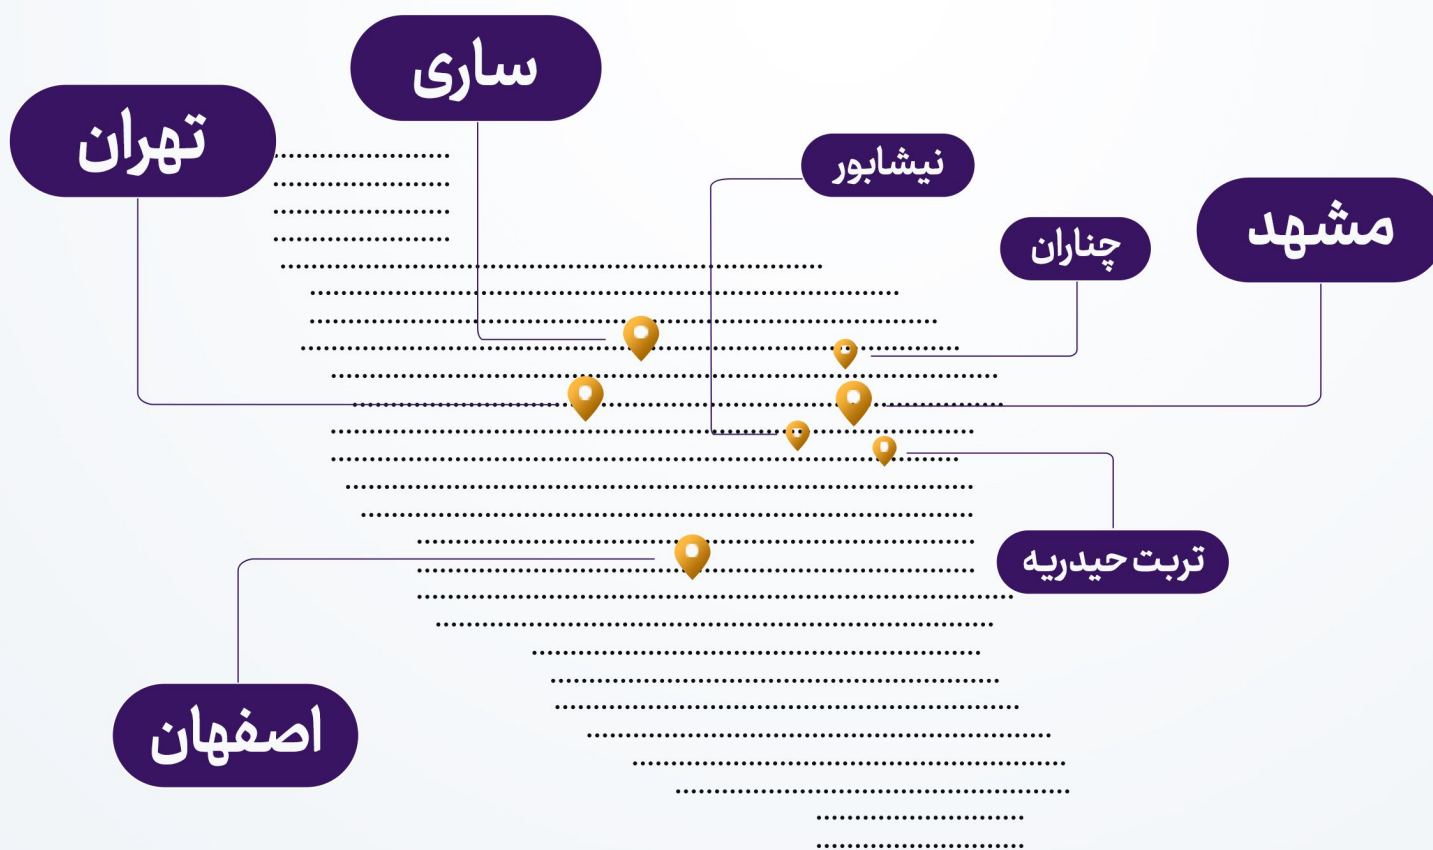 ساری
تهران
نیشابور
مشهد
چناران
تربت حیدریه
اصفهان